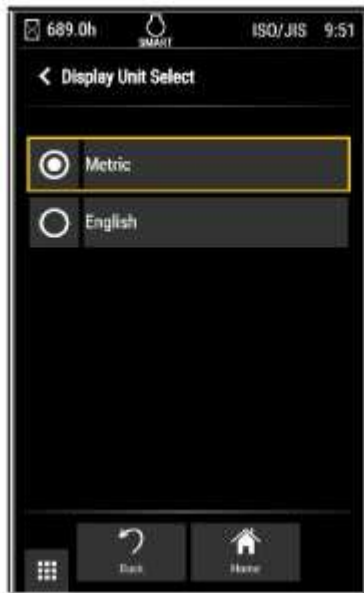 689.0h SMART ISO/JIS 9:51
Display Unit Select
Metric
English
Back Home